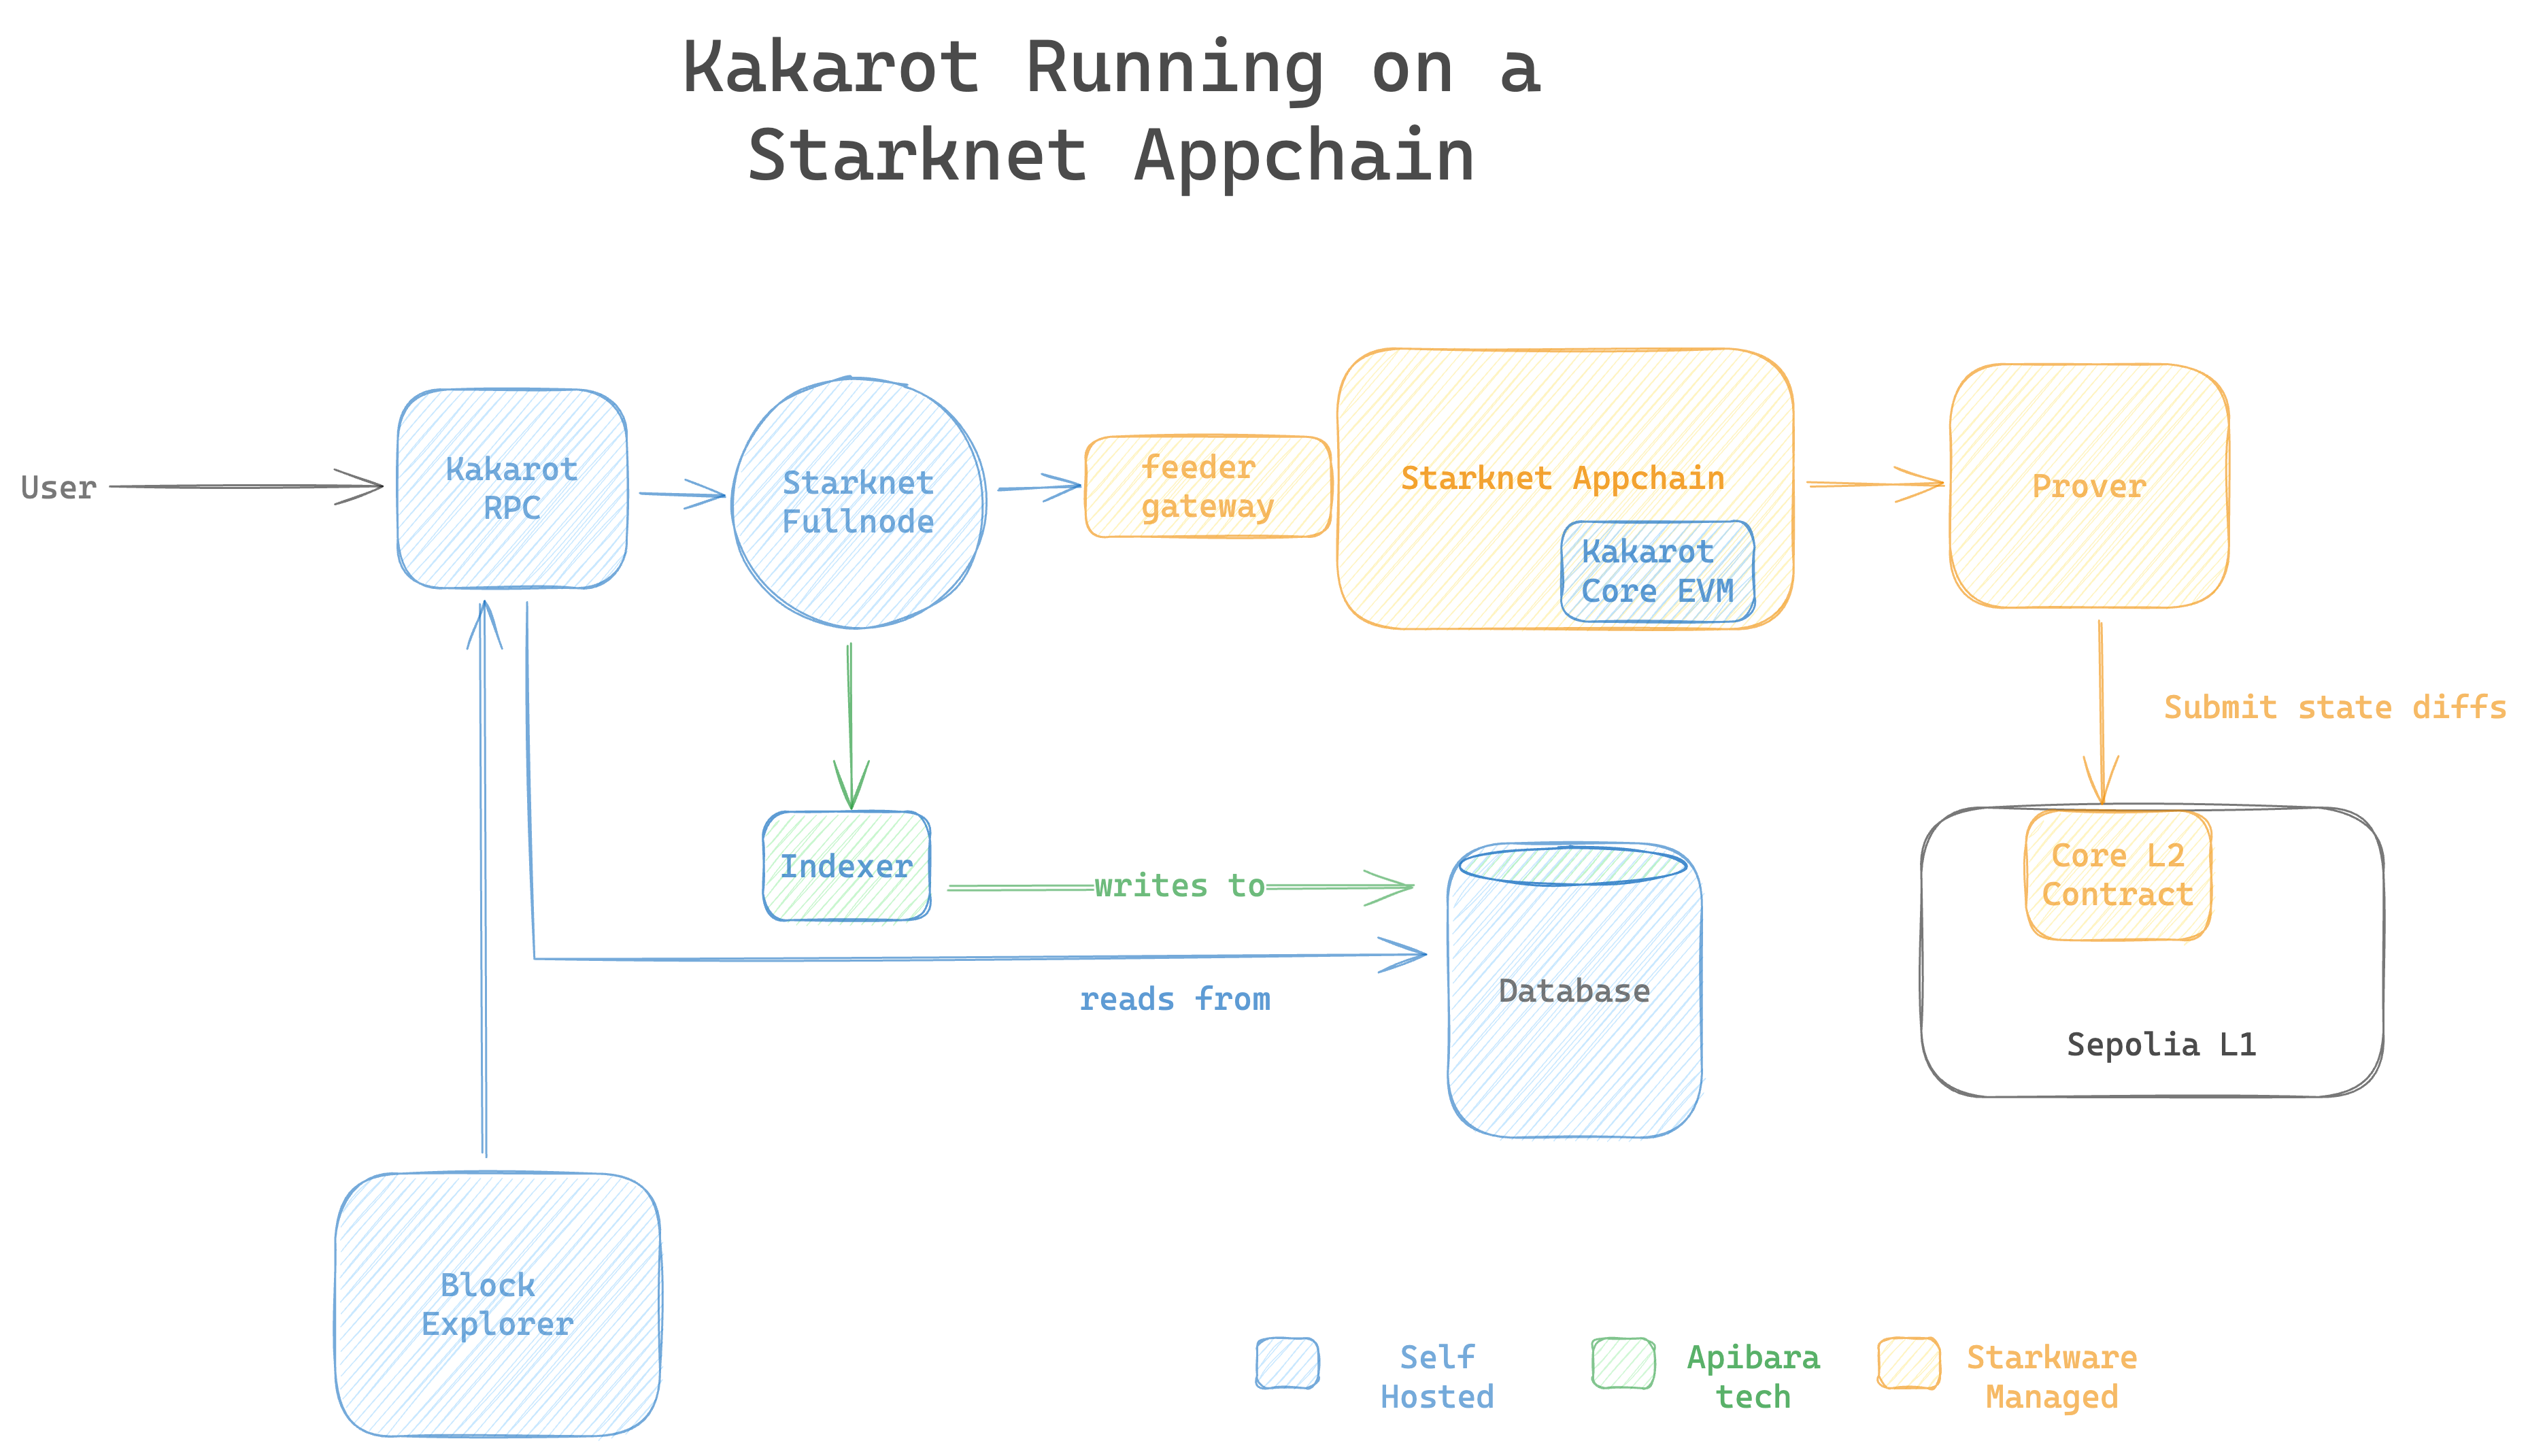 Kakarot Running on a
Starknet Appchain
User
Kakarot
RPC
Starknet
Fullnode
feeder
gateway
Starknet Appchain
Kakarot
Core EVM
Prover
Submit state diffs
Indexer
writes to
reads from
Database
Core L2
Contract
Sepolia L1
Block
Explorer
Self
Hosted
Apibara
tech
Starkware
Managed